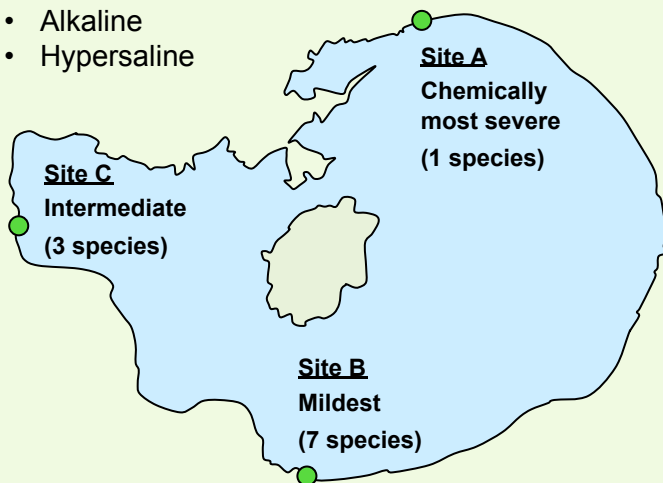 • Alkaline
• Hypersaline
Site A
Chemically
most severe
(1 species)
Site C
Intermediate
(3 species)
Site B
Mildest
(7 species)